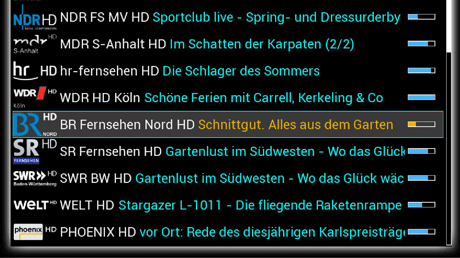 NDR HD NDR FS MV HD Sportclub live - Spring- und Dressurderby
mdr HD S-Anhalt MDR S-Anhalt HD Im Schatten der Karpaten (2/2)
hr HD hr-fernsehen HD Die Schlager des Sommers
WDR HD Köln WDR HD Köln Schöne Ferien mit Carrell, Kerkeling & Co
BR HD NORD BR Fernsehen Nord HD Schnittgut. Alles aus dem Garten
SR HD FERNSEHEN SR Fernsehen HD Gartenlust im Südwesten - Wo das Glück
SWR HD Baden-Württemberg SWR BW HD Gartenlust im Südwesten - Wo das Glück wäc
WELT HD WELT HD Stargazer L-1011 - Die fliegende Raketenrampe
phoenix HD PHOENIX HD vor Ort: Rede des diesjährigen Karlspreisträge